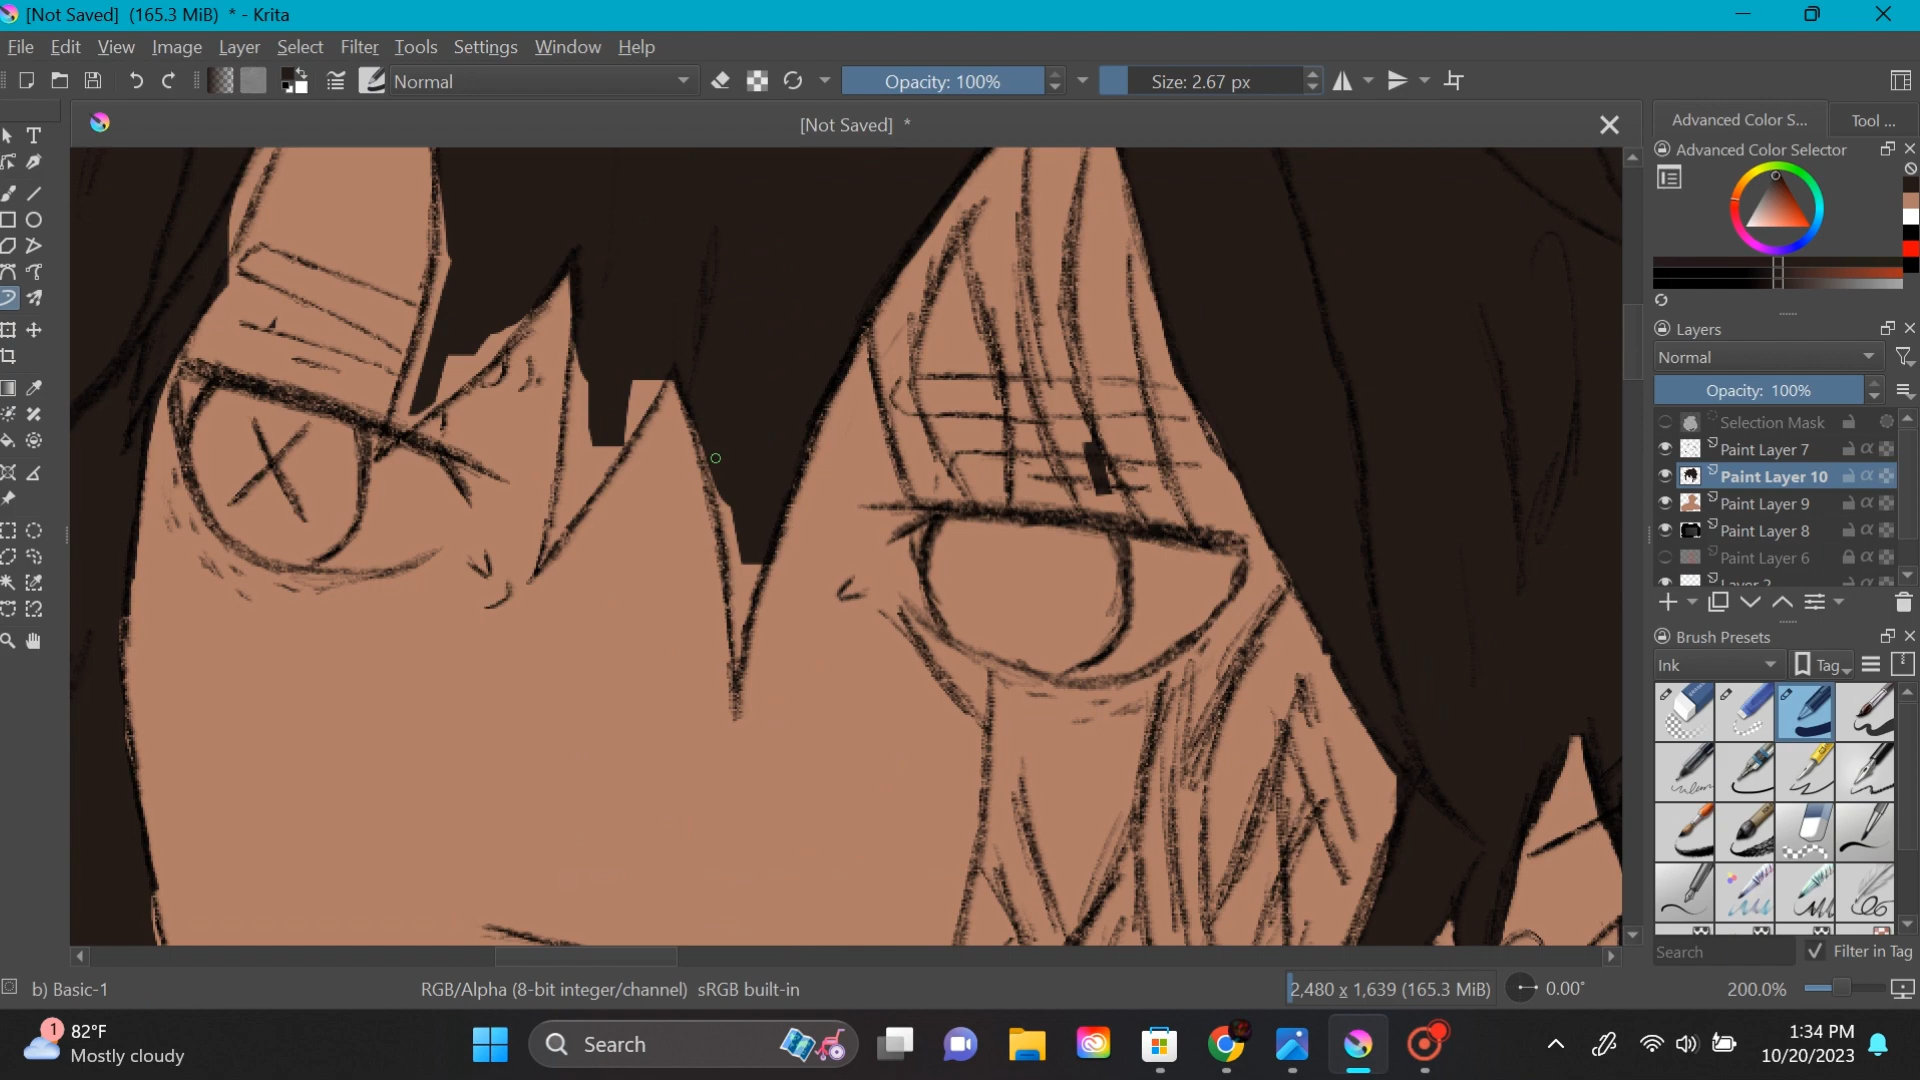 [Not Saved]  (165.3 MiB)  * - Krita
File Edit View Image Layer Select Filter Tools Settings Window Help
Normal
Opacity: 100%
Size: 2.67 px
[Not Saved]  *
Advanced Color S...
Tool ...
Advanced Color Selector
Layers
Normal
Opacity: 100%
Selection Mask
Paint Layer 7
Paint Layer 10
Paint Layer 9
Paint Layer 8
Paint Layer 6
Layer 2
Brush Presets
Ink
Tag
Search
Filter in Tag
b) Basic-1
RGB/Alpha (8-bit integer/channel)  sRGB built-in
2,480 x 1,639 (165.3 MiB)
0.00°
200.0%
1
82°F
Mostly cloudy
Search
1:34 PM
10/20/2023